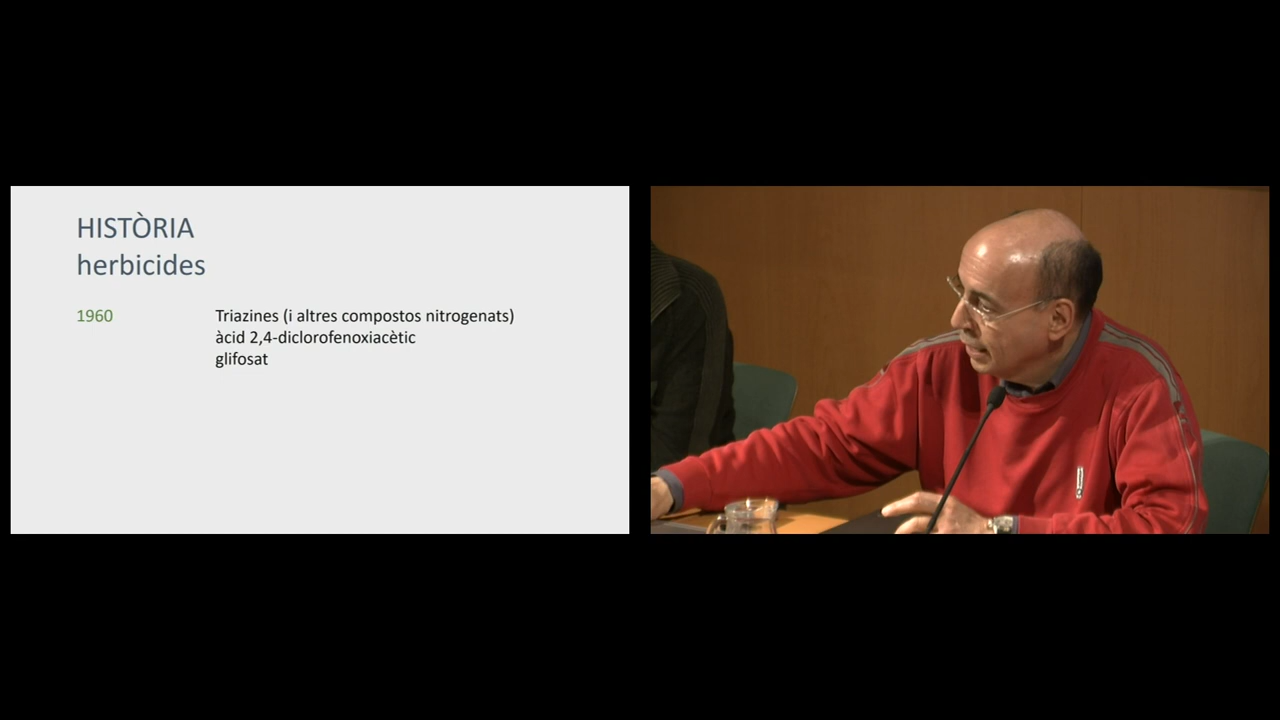 HISTÒRIA
herbicides
1960 Triazines (i altres compostos nitrogenats)
àcid 2,4-diclorofenoxiacètic
glifosat